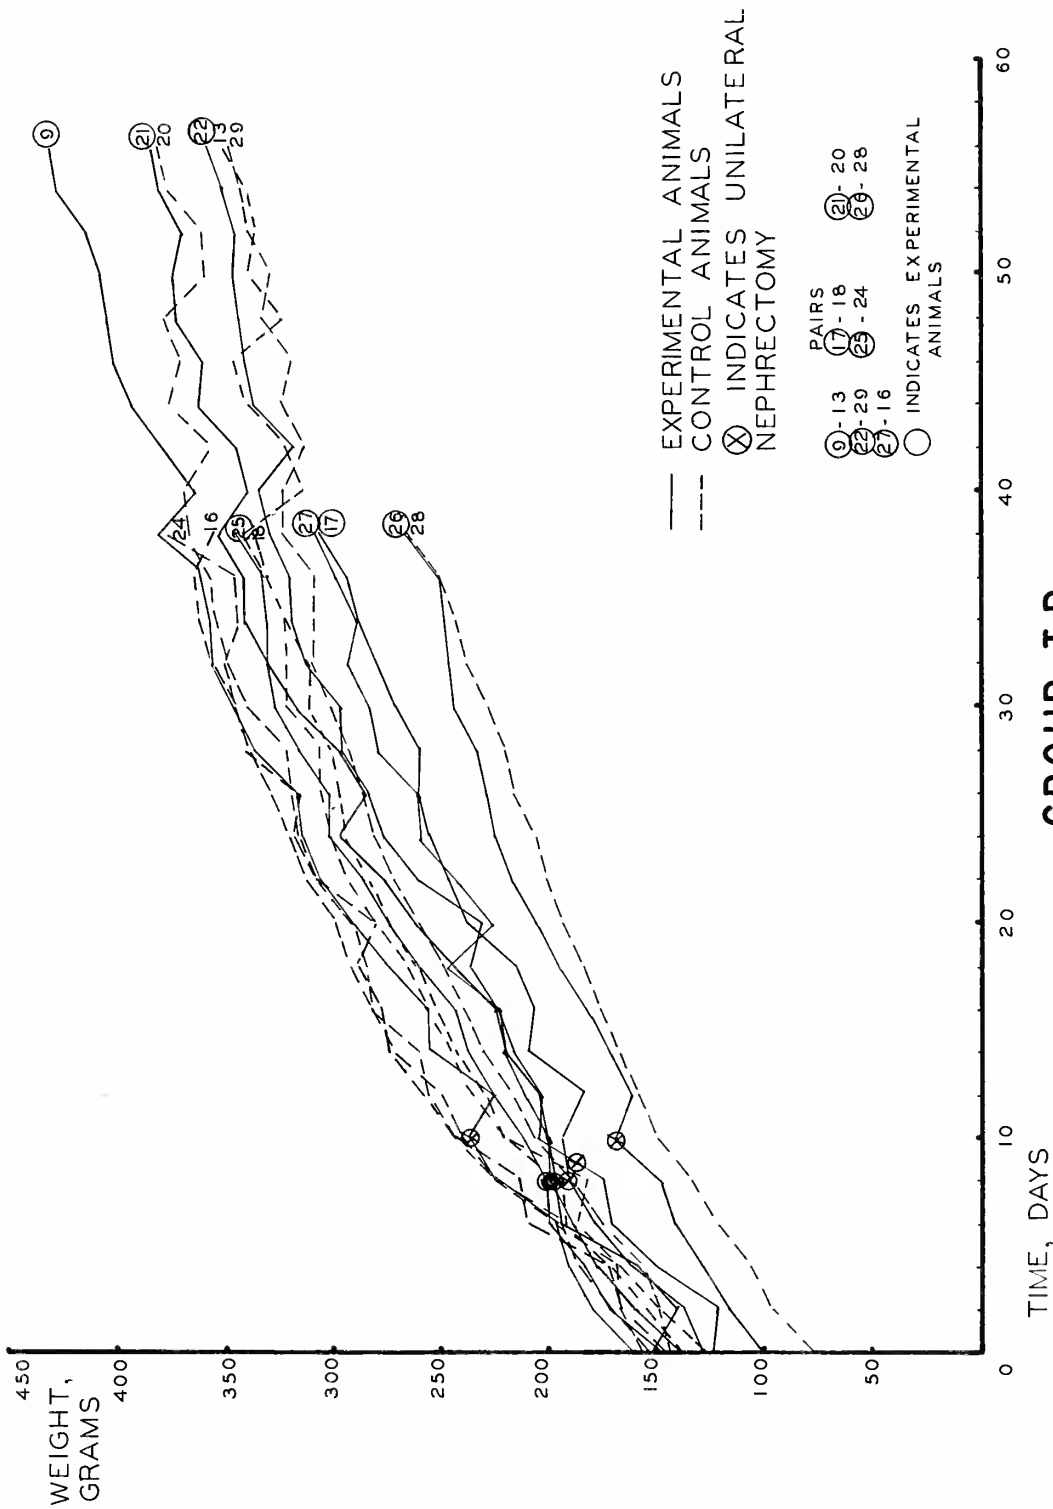 WEIGHT,
GRAMS
450
400
350
300
250
200
150
100
50
0
10
20
30
40
50
60
TIME, DAYS
9
21
20
22
13
29
24
16
25
18
27
17
26
28
EXPERIMENTAL ANIMALS
CONTROL ANIMALS
INDICATES UNILATERAL
NEPHRECTOMY
PAIRS
9-13 17-18 21-20
22-29 25-24 26-28
27-16
INDICATES EXPERIMENTAL
ANIMALS